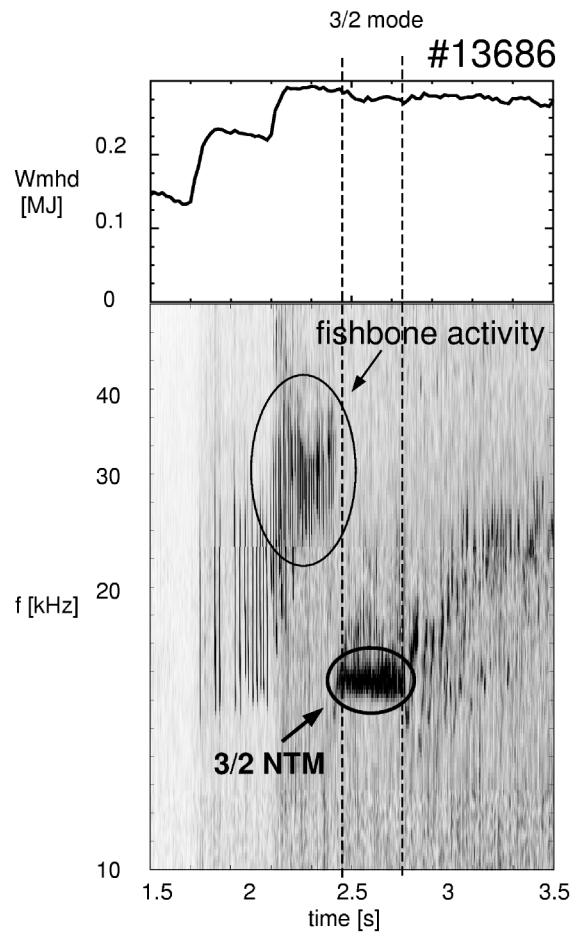 3/2 mode
#13686
0.2
Wmhd
[MJ]
0.1
0
fishbone activity
40
30
20
f [kHz]
3/2 NTM
10
1.5 2 2.5 3 3.5
time [s]